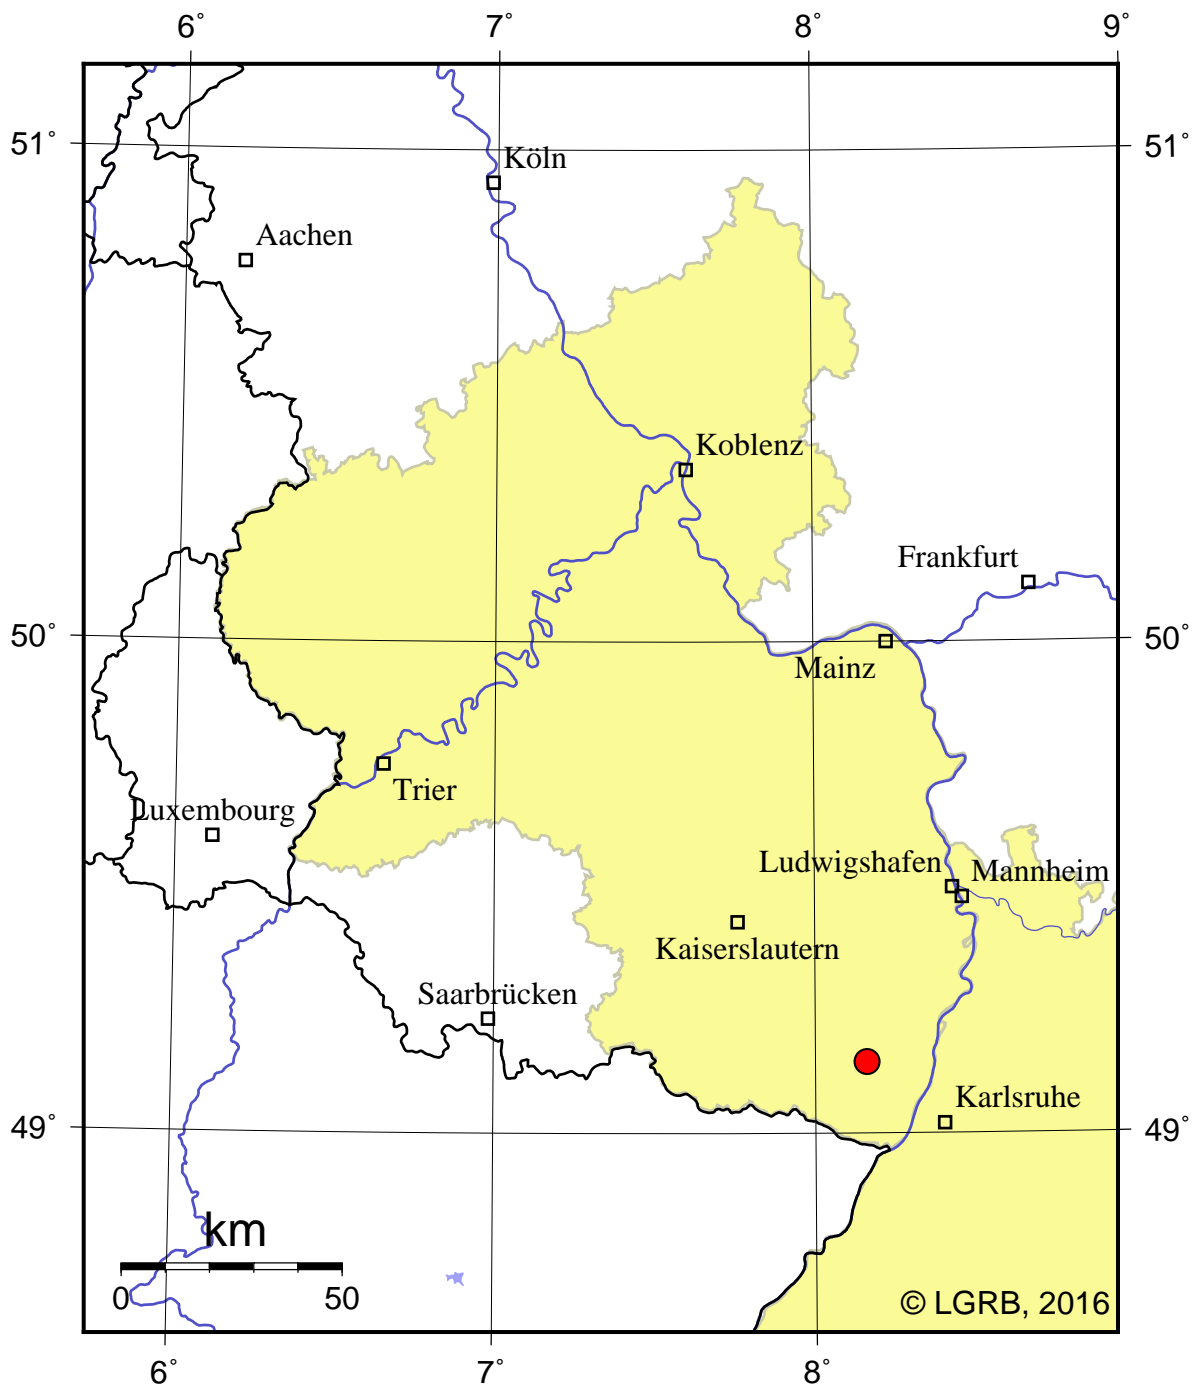 6° 7° 8° 9°
51° 51°
Köln
Aachen
Koblenz
Frankfurt
50° 50°
Mainz
Trier
Luxembourg
Ludwigshafen
Mannheim
Kaiserslautern
Saarbrücken
Karlsruhe
49° 49°
km
0 50
© LGRB, 2016
6° 7° 8°